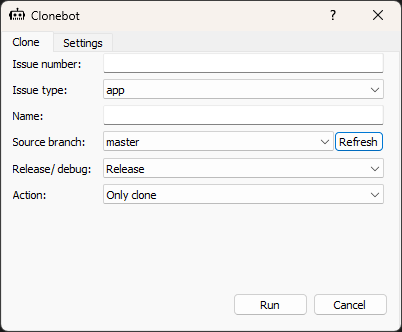 Clonebot ?
Clone Settings
Issue number:
Issue type: app
Name:
Source branch: master Refresh
Release/ debug: Release
Action: Only clone
Run Cancel